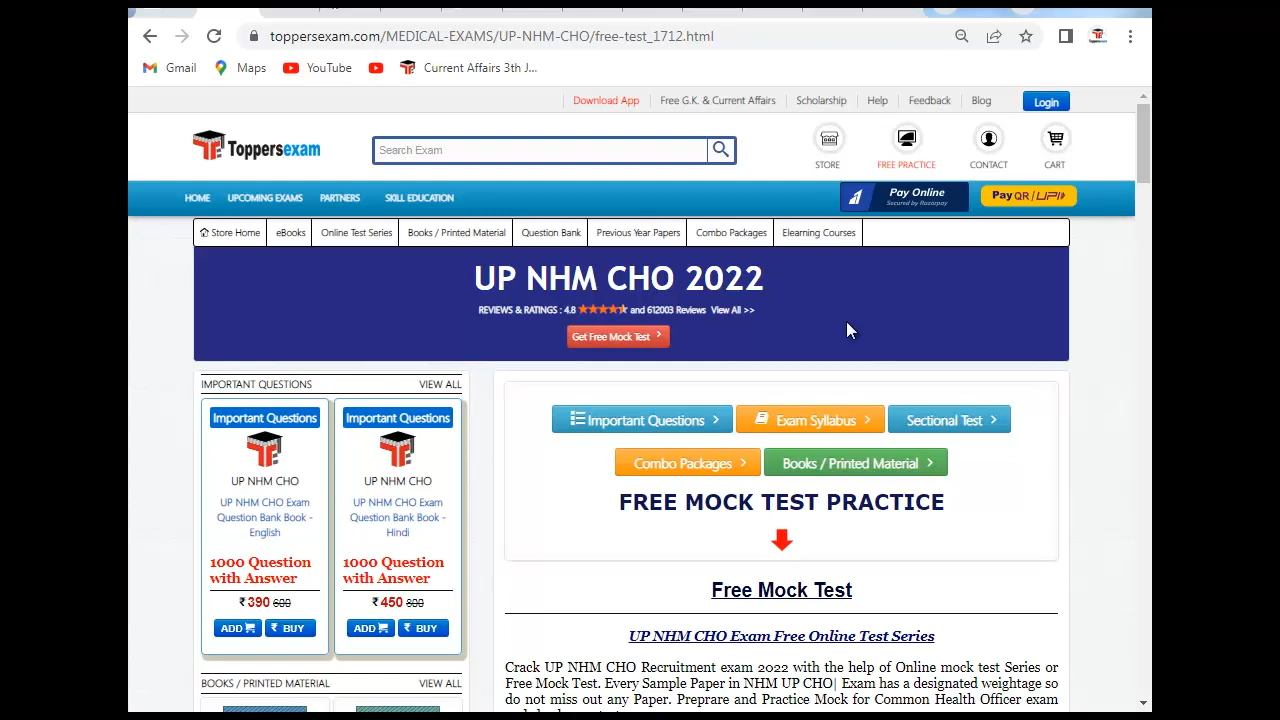 toppersexam.com/MEDICAL-EXAMS/UP-NHM-CHO/free-test_1712.html
Gmail Maps YouTube Current Affairs 3th J...
Download App Free G.K. & Current Affairs Scholarship Help Feedback Blog Login
Toppersexam
Search Exam
STORE FREE PRACTICE CONTACT CART
HOME UPCOMING EXAMS PARTNERS SKILL EDUCATION
Pay Online
Secured by Razorpay
Pay QR / UPI
Store Home eBooks Online Test Series Books / Printed Material Question Bank Previous Year Papers Combo Packages Elearning Courses
UP NHM CHO 2022
REVIEWS & RATINGS : 4.8 and 612003 Reviews View All >>
Get Free Mock Test
IMPORTANT QUESTIONS VIEW ALL
Important Questions
UP NHM CHO
UP NHM CHO Exam
Question Bank Book -
English
1000 Question
with Answer
₹ 390 600
ADD ₹ BUY
Important Questions
UP NHM CHO
UP NHM CHO Exam
Question Bank Book -
Hindi
1000 Question
with Answer
₹ 450 800
ADD ₹ BUY
BOOKS / PRINTED MATERIAL VIEW ALL
Important Questions Exam Syllabus Sectional Test
Combo Packages Books / Printed Material
FREE MOCK TEST PRACTICE
Free Mock Test
UP NHM CHO Exam Free Online Test Series
Crack UP NHM CHO Recruitment exam 2022 with the help of Online mock test Series or
Free Mock Test. Every Sample Paper in NHM UP CHO| Exam has a designated weightage so
do not miss out any Paper. Preprare and Practice Mock for Common Health Officer exam